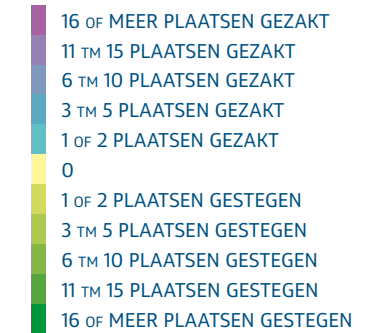 16 OF MEER PLAATSEN GEZAKT
11 TM 15 PLAATSEN GEZAKT
6 TM 10 PLAATSEN GEZAKT
3 TM 5 PLAATSEN GEZAKT
1 OF 2 PLAATSEN GEZAKT
0
1 OF 2 PLAATSEN GESTEGEN
3 TM 5 PLAATSEN GESTEGEN
6 TM 10 PLAATSEN GESTEGEN
11 TM 15 PLAATSEN GESTEGEN
16 OF MEER PLAATSEN GESTEGEN